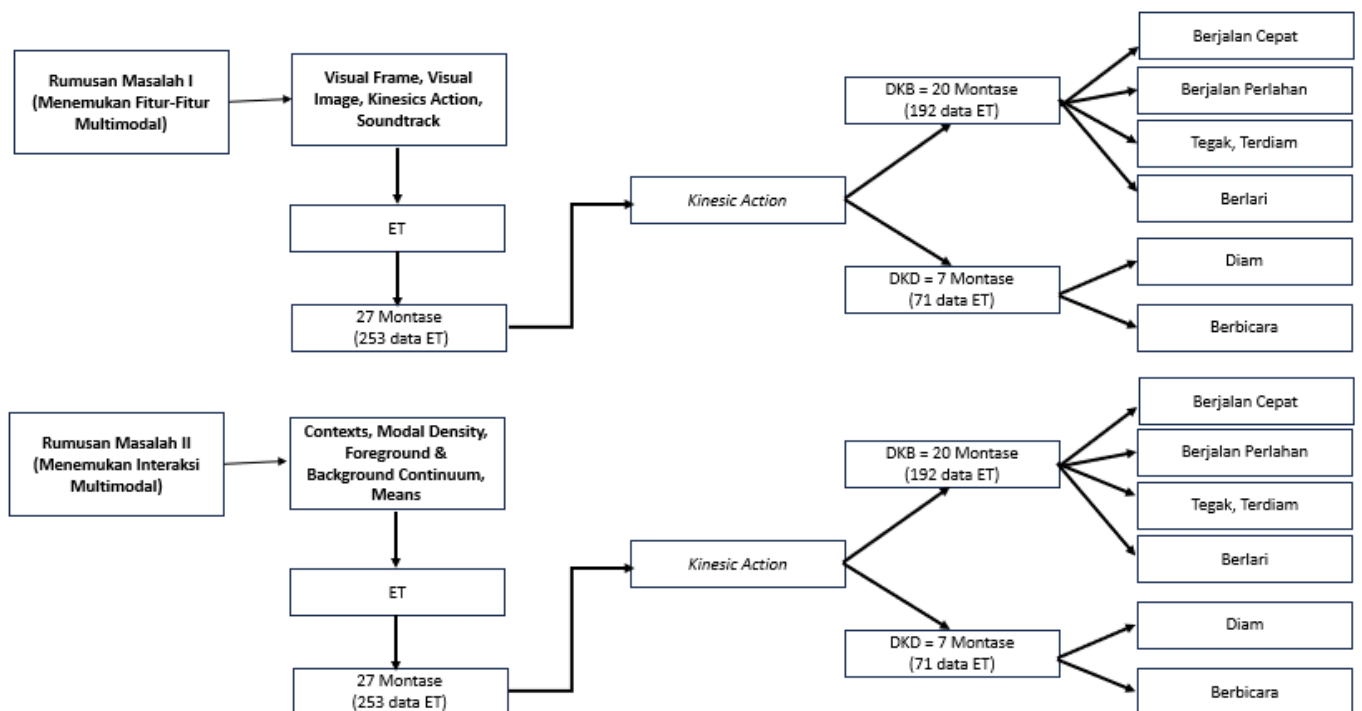 Rumusan Masalah I
(Menemukan Fitur-Fitur
Multimodal)
Visual Frame, Visual
Image, Kinesics Action,
Soundtrack
ET
27 Montase
(253 data ET)
Kinesic Action
DKB = 20 Montase
(192 data ET)
Berjalan Cepat
Berjalan Perlahan
Tegak, Terdiam
Berlari
DKD = 7 Montase
(71 data ET)
Diam
Berbicara
Rumusan Masalah II
(Menemukan Interaksi
Multimodal)
Contexts, Modal Density,
Foreground &
Background Continuum,
Means
ET
27 Montase
(253 data ET)
Kinesic Action
DKB = 20 Montase
(192 data ET)
Berjalan Cepat
Berjalan Perlahan
Tegak, Terdiam
Berlari
DKD = 7 Montase
(71 data ET)
Diam
Berbicara